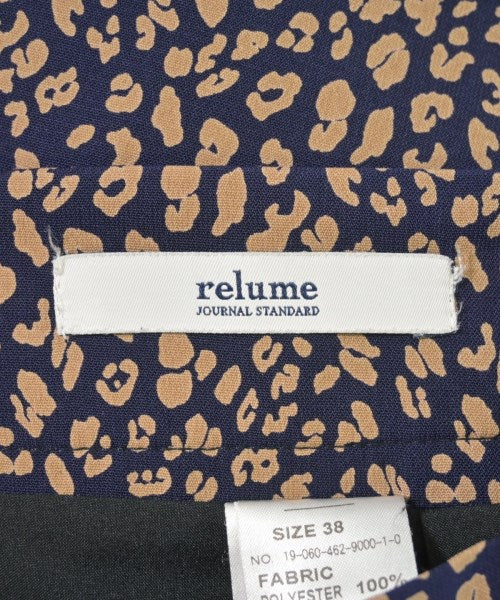 relume
JOURNAL STANDARD
SIZE 38
NO. 19-060-462-9000-1-0
FABRIC
POLYESTER 100%